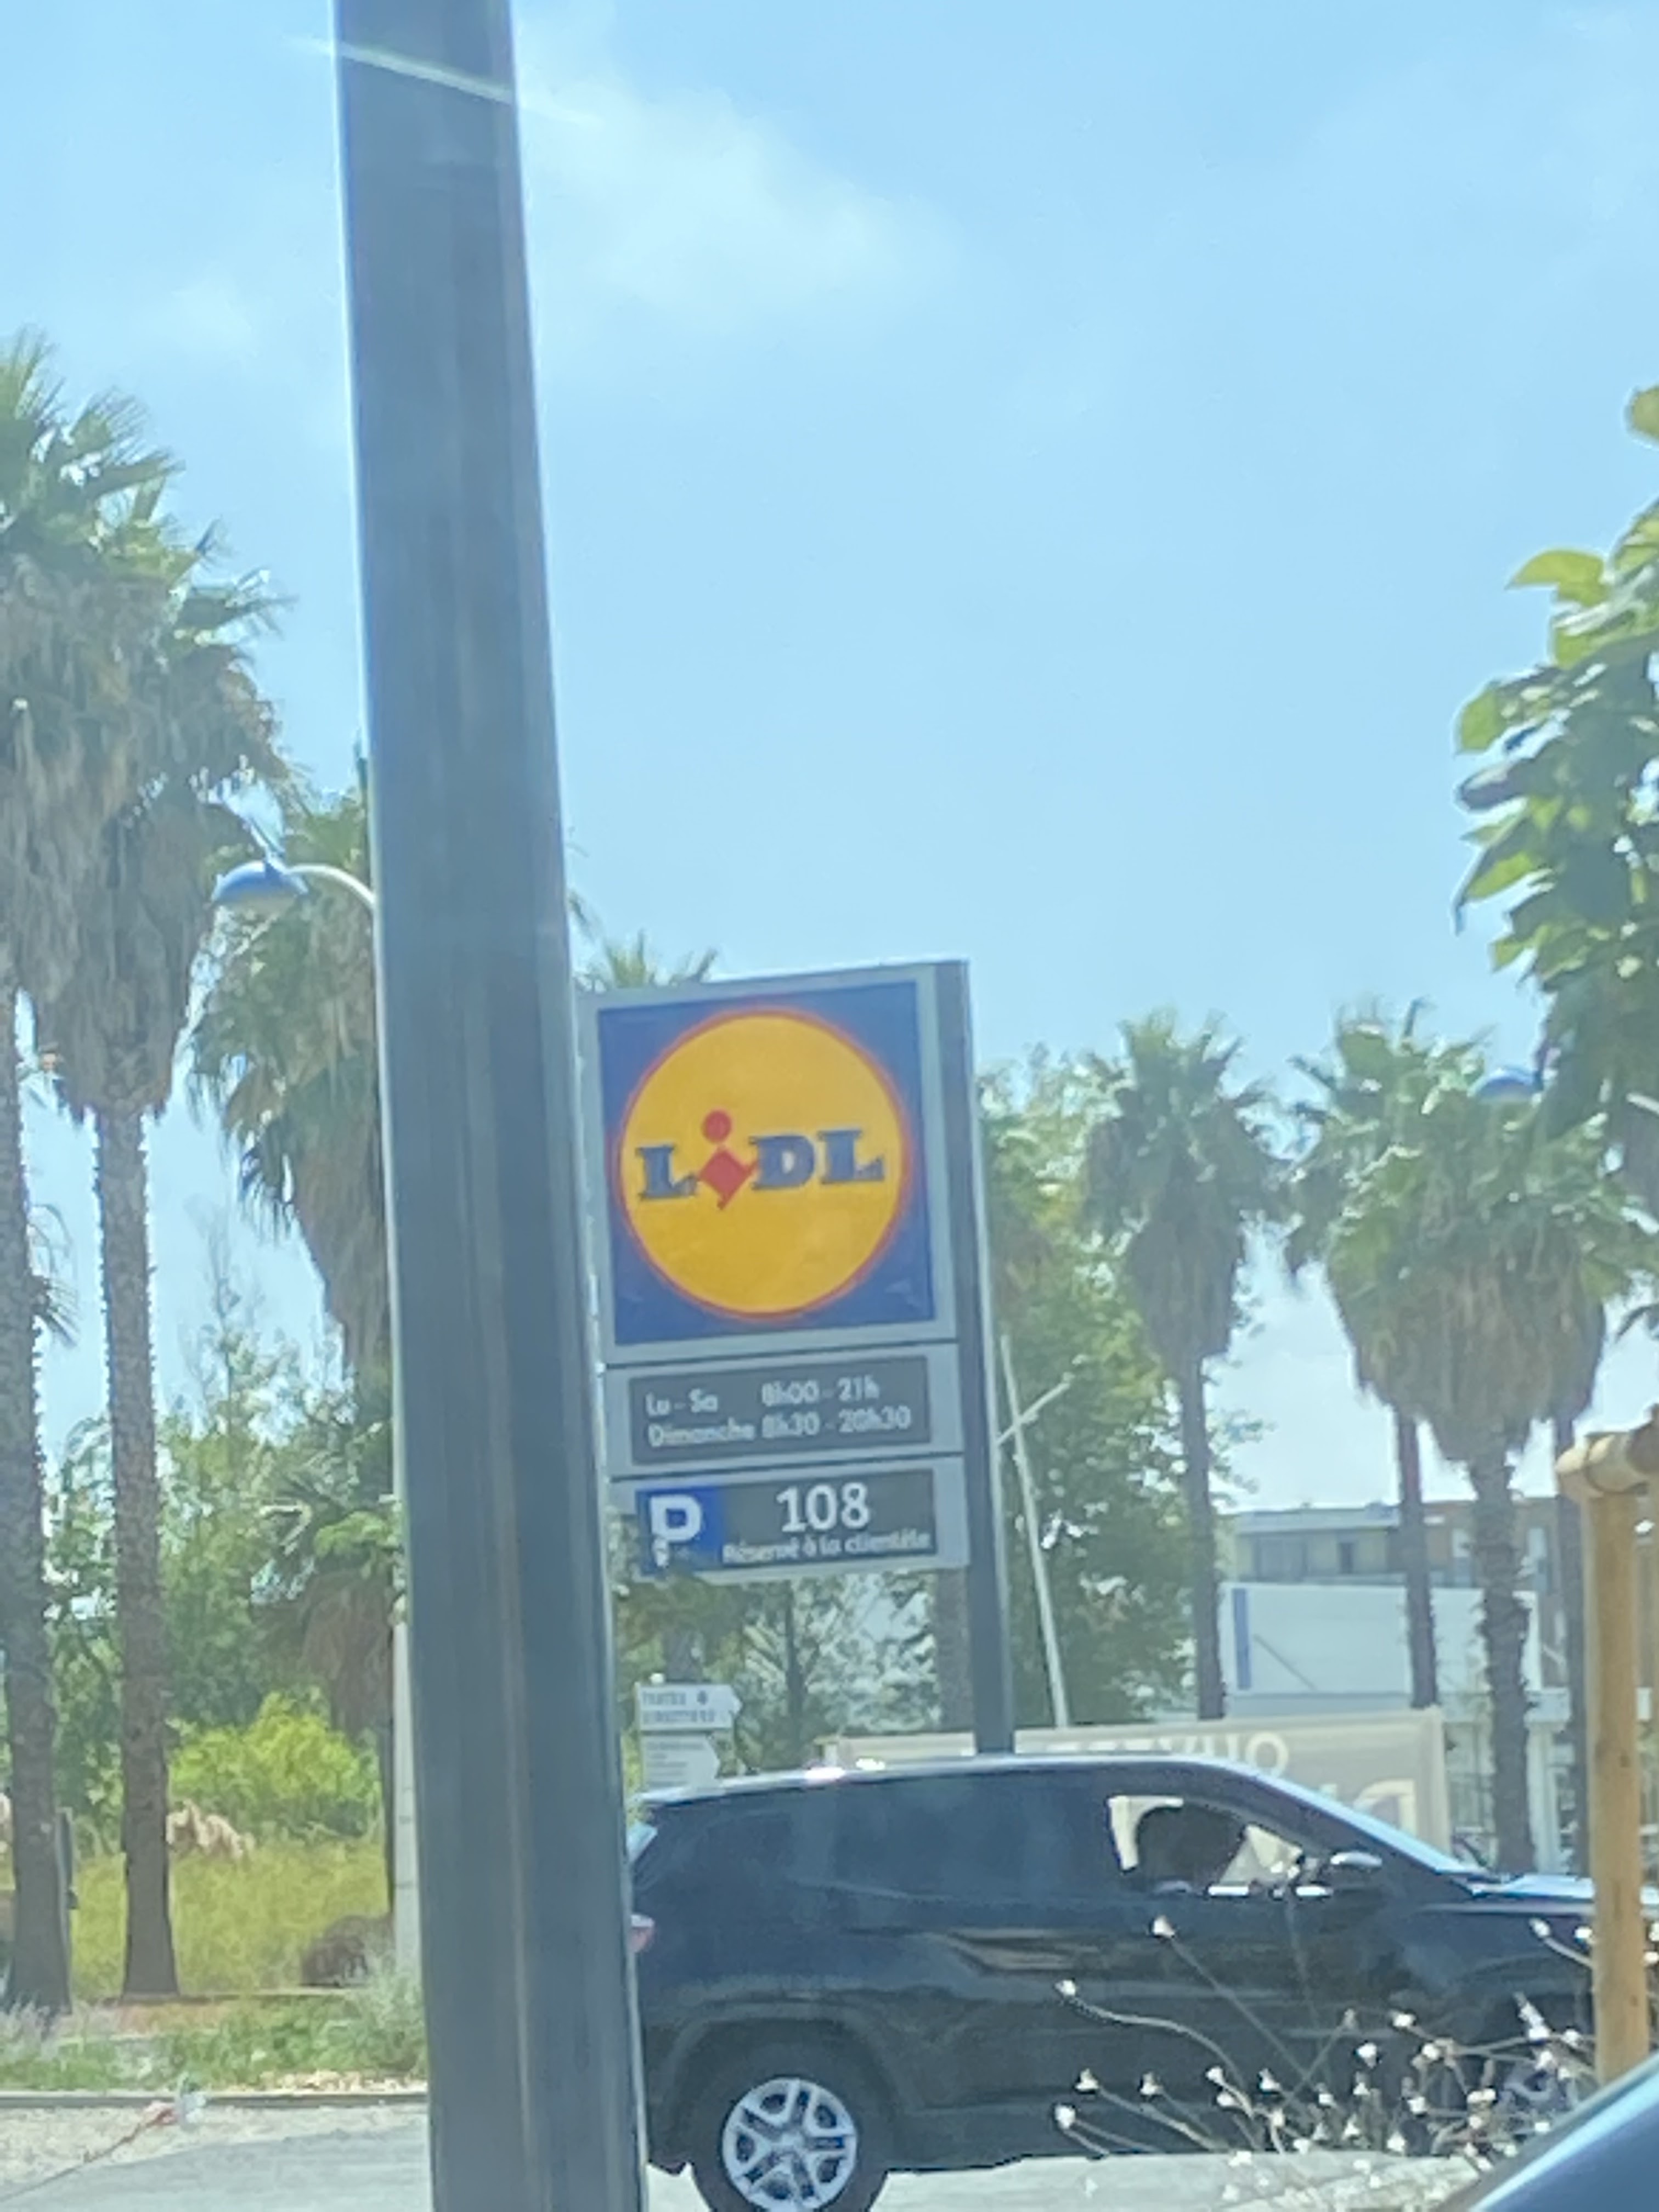 LiDL
Lu - Sa 8h00 - 21h
Dimanche 8h30 - 20h30
P 108
Réservé à la clientèle